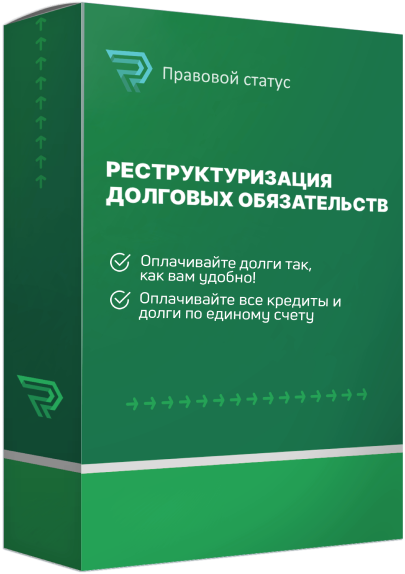 Правовой статус
РЕСТРУКТУРИЗАЦИЯ
ДОЛГОВЫХ ОБЯЗАТЕЛЬСТВ
Оплачивайте долги так,
как вам удобно!
Оплачивайте все кредиты и
долги по единому счету